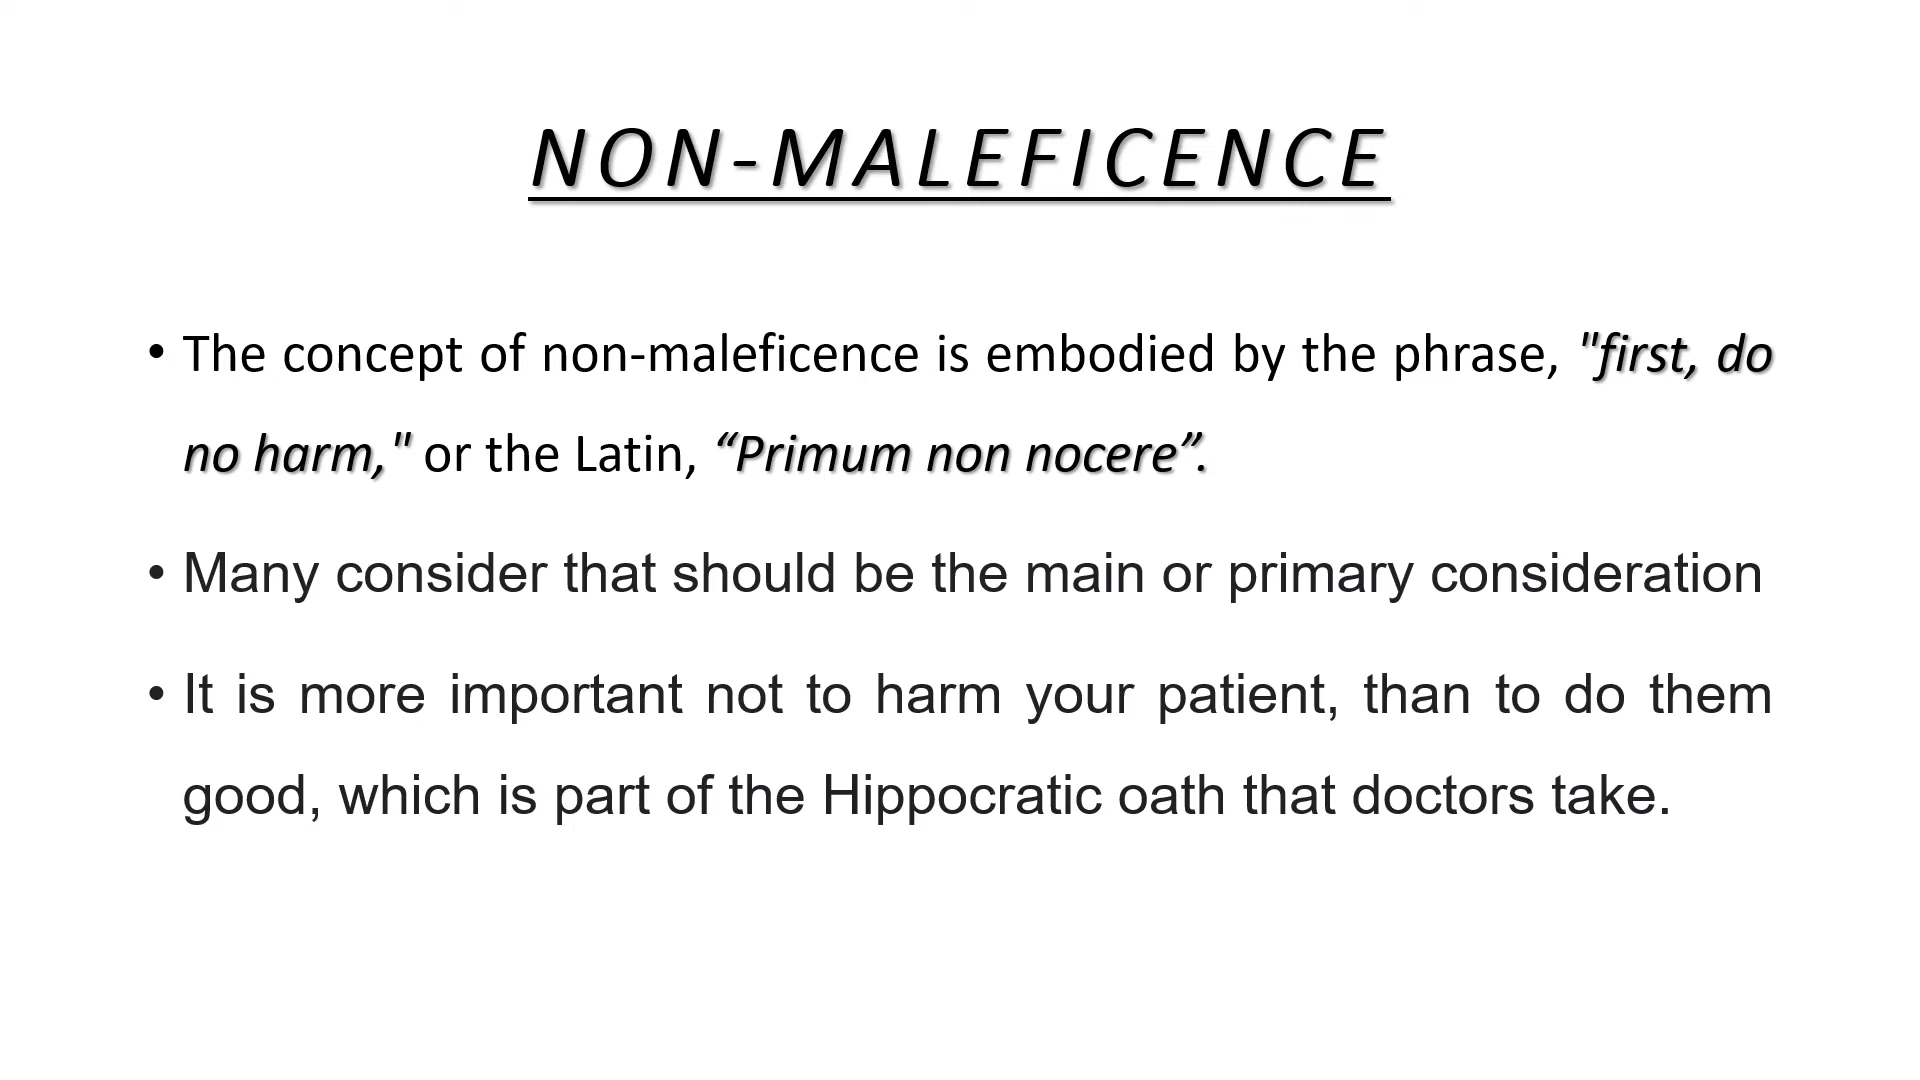 NON-MALEFICENCE
• The concept of non-maleficence is embodied by the phrase, "first, do
no harm," or the Latin, “Primum non nocere”.
• Many consider that should be the main or primary consideration
• It is more important not to harm your patient, than to do them
good, which is part of the Hippocratic oath that doctors take.